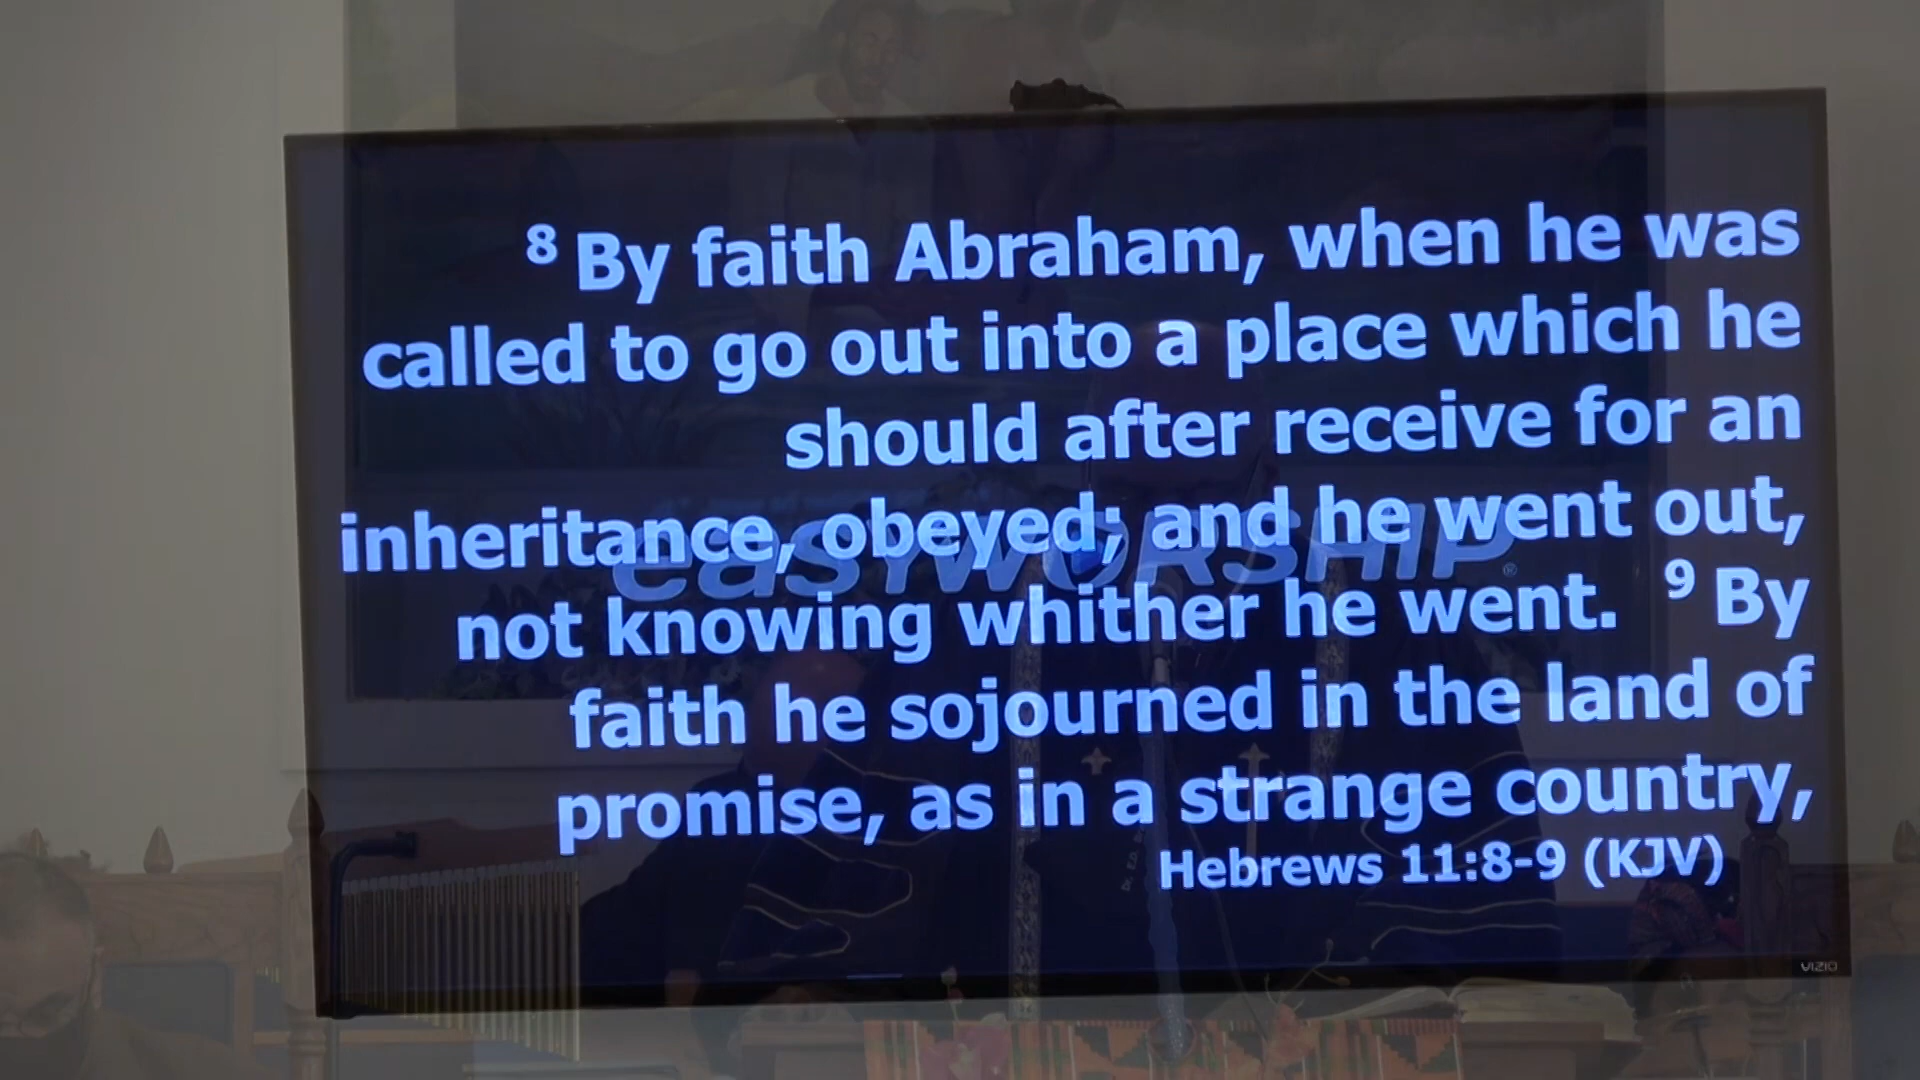 8 By faith Abraham, when he was
called to go out into a place which he
should after receive for an
inheritance, obeyed; and he went out,
easyWORSHIP®
not knowing whither he went. 9 By
faith he sojourned in the land of
promise, as in a strange country,
Hebrews 11:8-9 (KJV)
VIZIO